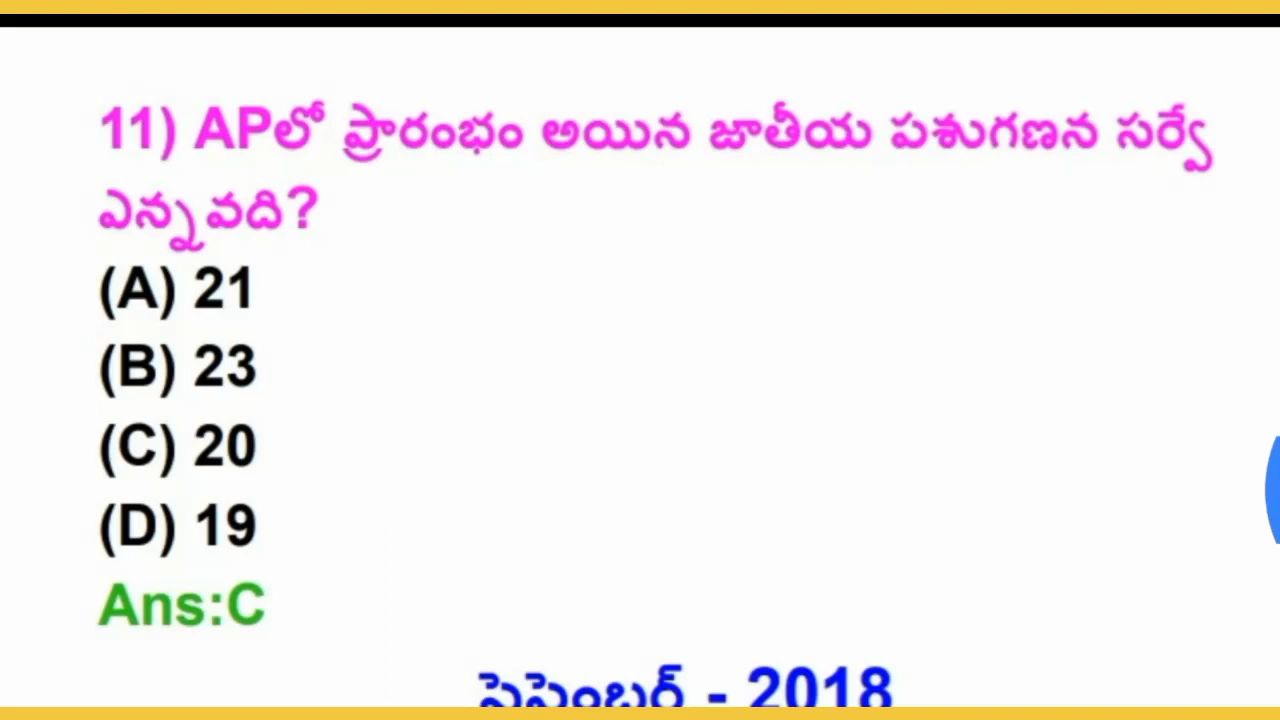 11) APలో ప్రారంభం అయిన జాతీయ పశుగణన సర్వే
ఎన్నవది?
(A) 21
(B) 23
(C) 20
(D) 19
Ans:C
సెప్టెంబర్ - 2018